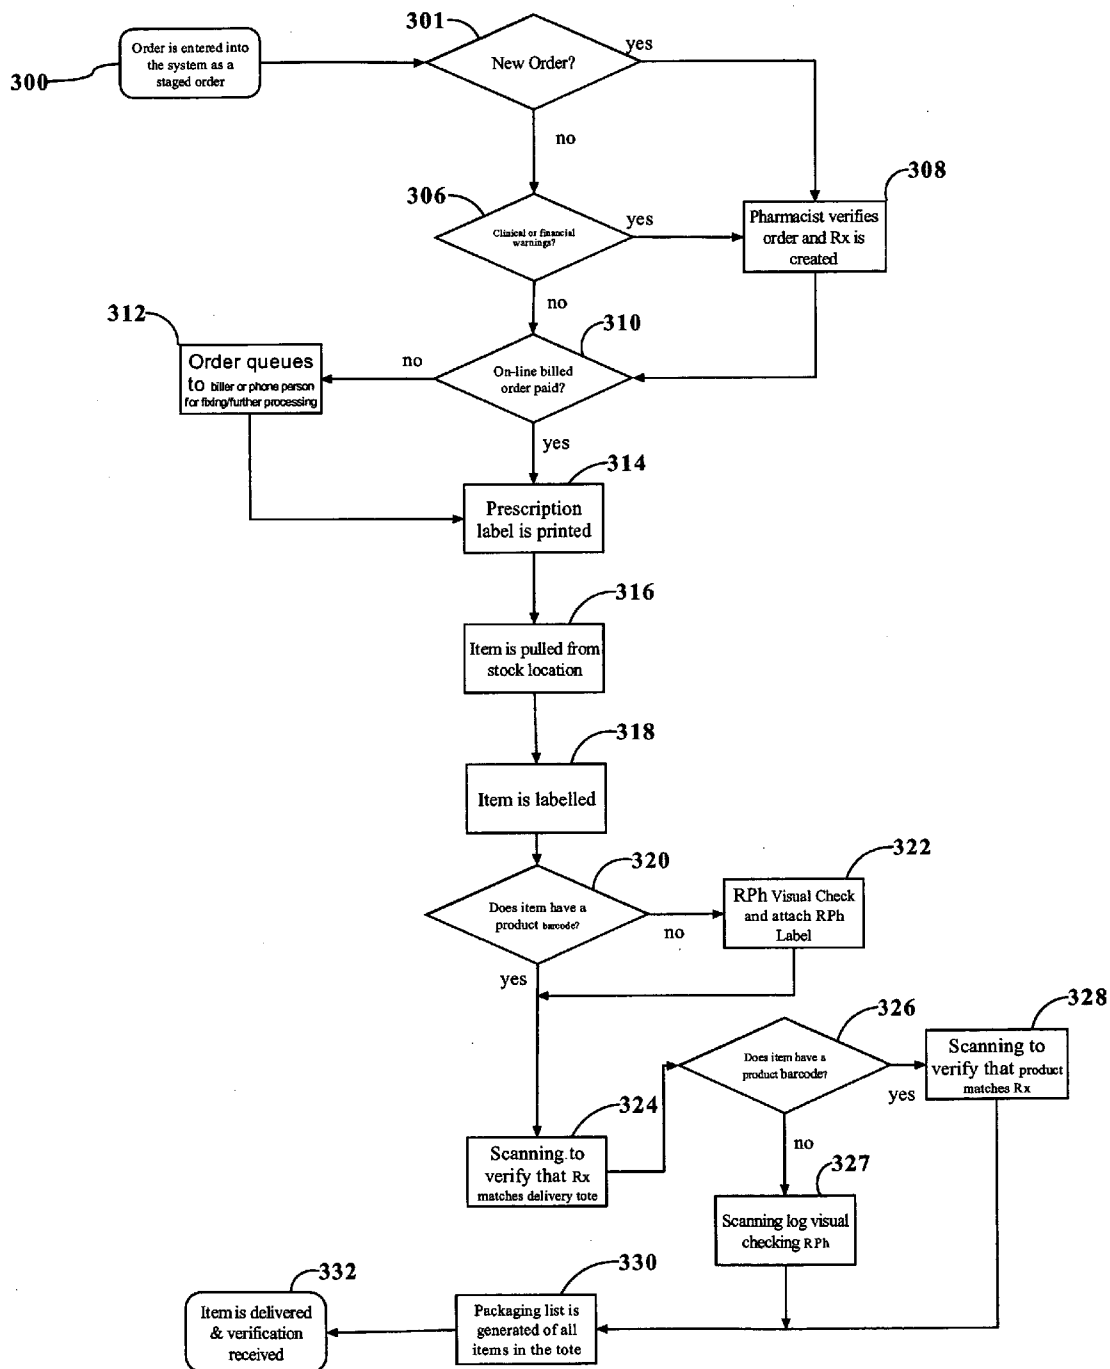 301
yes
Order is entered into
the system as a
staged order
New Order?
300
no
308
306
yes
Clinical or financial
warnings?
Pharmacist verifies
order and Rx is
created
no
312
310
Order queues
to biller or phone person
for fixing/further processing
no
On-line billed
order paid?
yes
314
Prescription
label is printed
316
Item is pulled from
stock location
318
Item is labelled
320
322
Does item have a
product barcode?
no
RPh Visual Check
and attach RPh
Label
yes
326
328
Does item have a
product barcode?
yes
Scanning to
verify that product
matches Rx
324
Scanning to
verify that Rx
matches delivery tote
no
327
Scanning log visual
checking RPh
332
330
Item is delivered
& verification
received
Packaging list is
generated of all
items in the tote